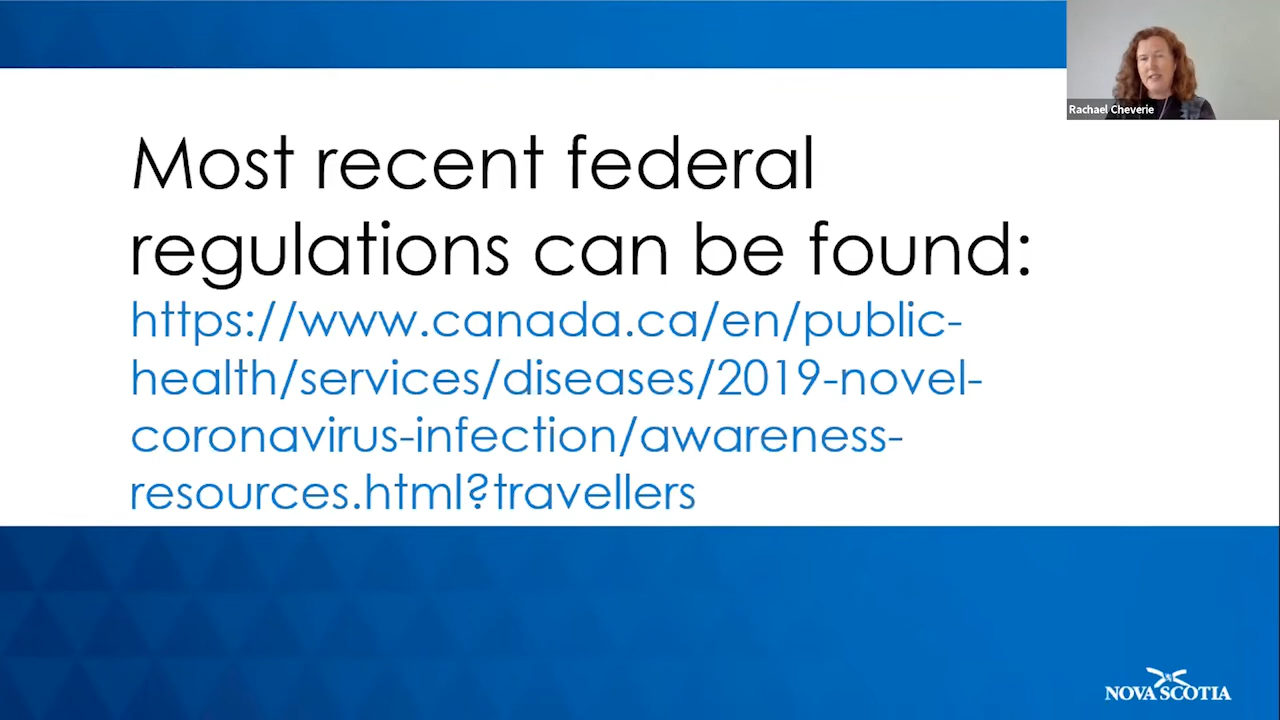 Rachael Cheverie
Most recent federal
regulations can be found:
https://www.canada.ca/en/public-
health/services/diseases/2019-novel-
coronavirus-infection/awareness-
resources.html?travellers
NOVA SCOTIA